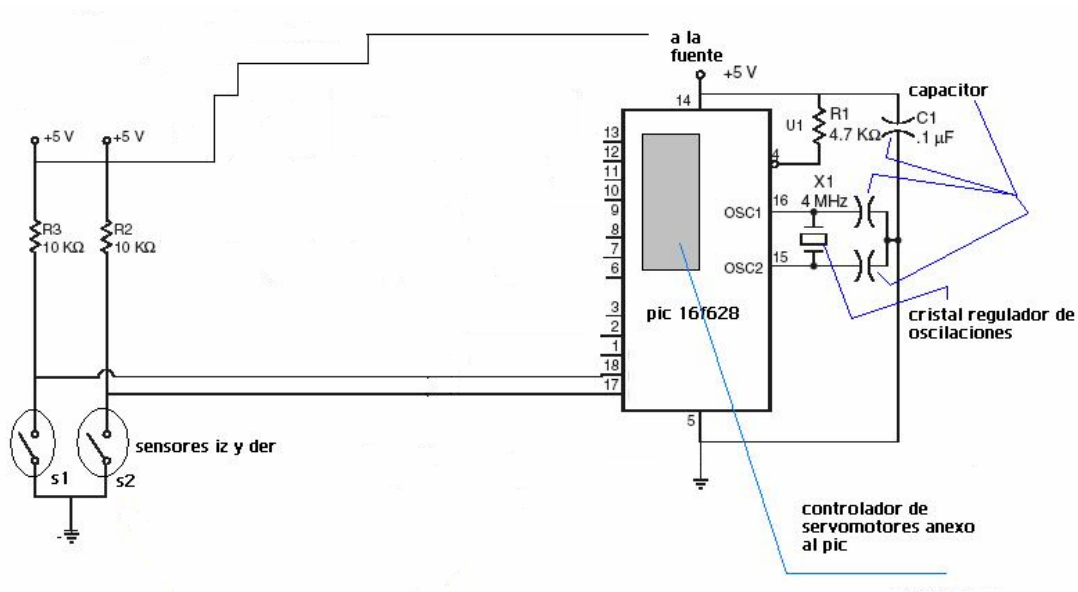 a la
fuente
+5 V
14
capacitor
U1
R1
4.7 KΩ
C1
.1 µF
+5 V
+5 V
13
12
11
10
9
8
7
6
3
2
1
18
17
4
X1
4 MHz
16
OSC1
15
OSC2
R3
10 KΩ
R2
10 KΩ
pic 16f628
cristal regulador de
oscilaciones
5
sensores iz y der
s1
s2
controlador de
servomotores anexo
al pic